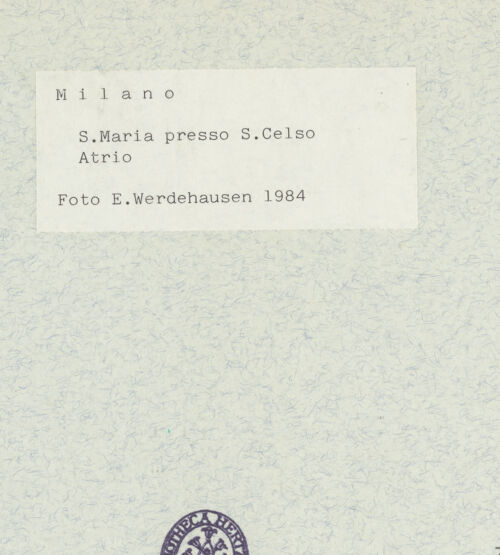 Milano
S.Maria presso S.Celso
Atrio
Foto E.Werdehausen 1984